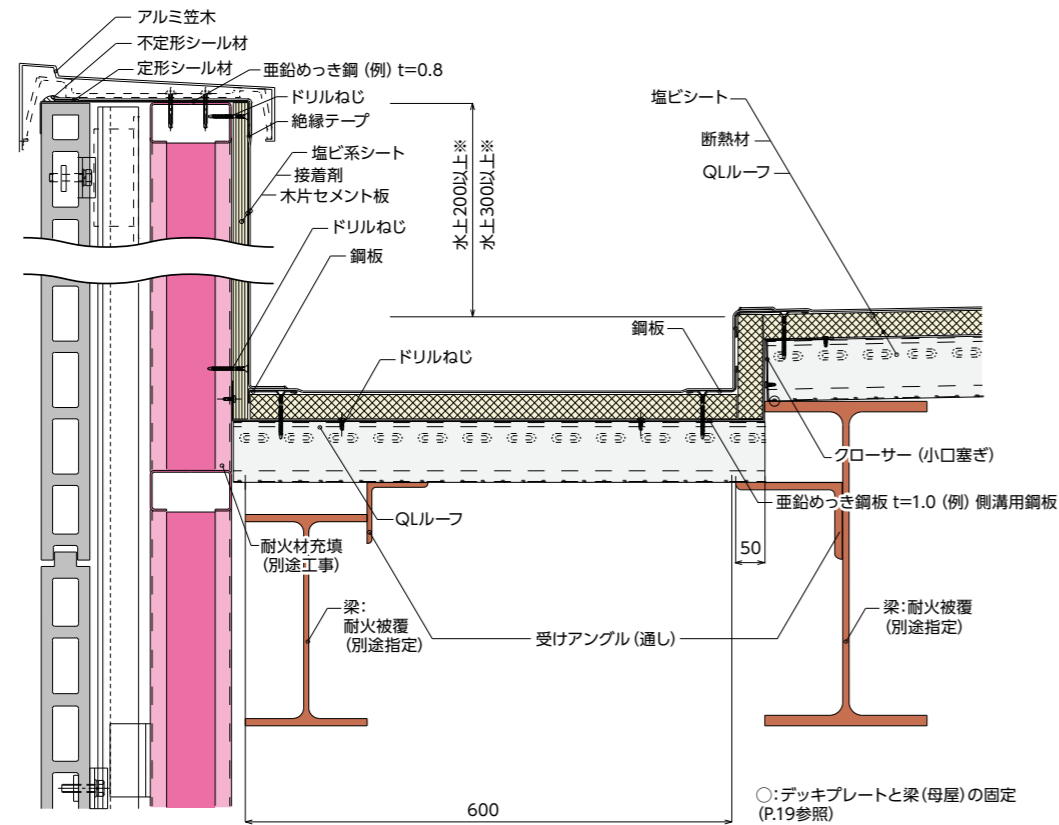 アルミ笠木
不定形シール材
定形シール材
亜鉛めっき鋼 (例) t=0.8
ドリルねじ
絶縁テープ
塩ビ系シート
接着剤
木片セメント板
ドリルねじ
鋼板
水上200以上※
水上300以上※
塩ビシート
断熱材
QLルーフ
鋼板
ドリルねじ
クローサー (小口塞ぎ)
亜鉛めっき鋼板 t=1.0 (例) 側溝用鋼板
QLルーフ
50
耐火材充填
(別途工事)
梁:
耐火被覆
(別途指定)
受けアングル (通し)
梁:耐火被覆
(別途指定)
600
○:デッキプレートと梁(母屋)の固定
(P.19参照)